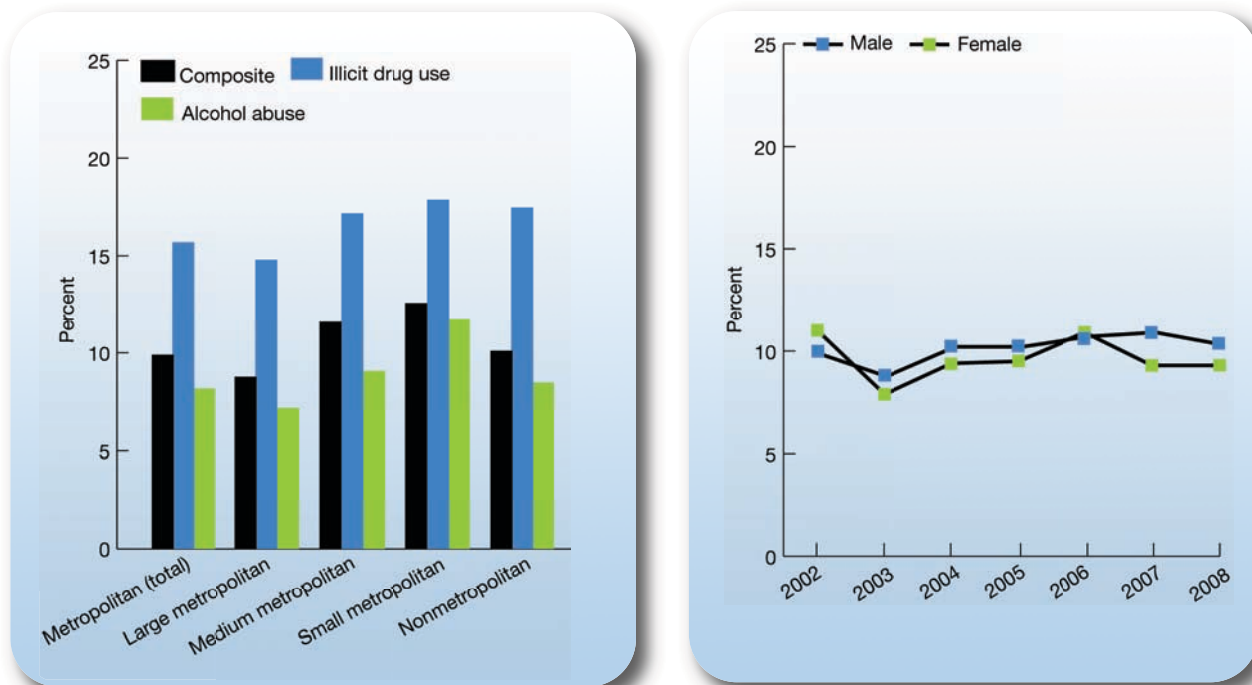 25
20
15
10
5
0
Percent
Composite
Illicit drug use
Alcohol abuse
Metropolitan (total)
Large metropolitan
Medium metropolitan
Small metropolitan
Nonmetropolitan
Male
Female
25
20
15
10
5
0
Percent
2002
2003
2004
2005
2006
2007
2008